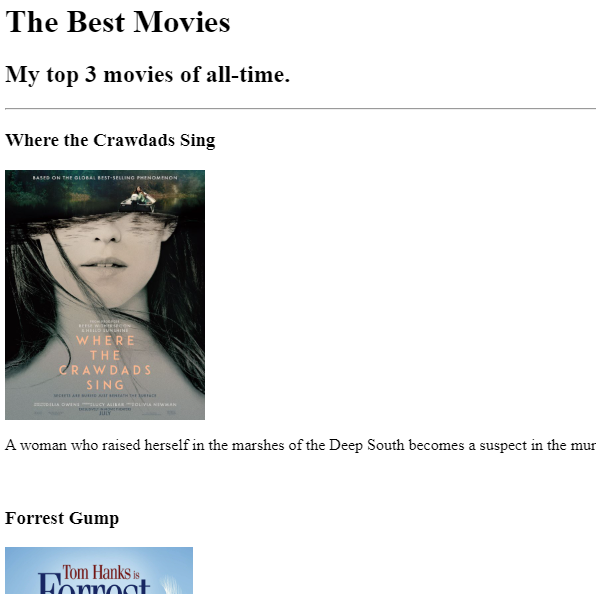 The Best Movies
My top 3 movies of all-time.
Where the Crawdads Sing
BASED ON THE GLOBAL BEST-SELLING PHENOMENON
WHERE
THE
CRAWDADS
SING
A woman who raised herself in the marshes of the Deep South becomes a suspect in the mur
Forrest Gump
Tom Hanks is
Forrest